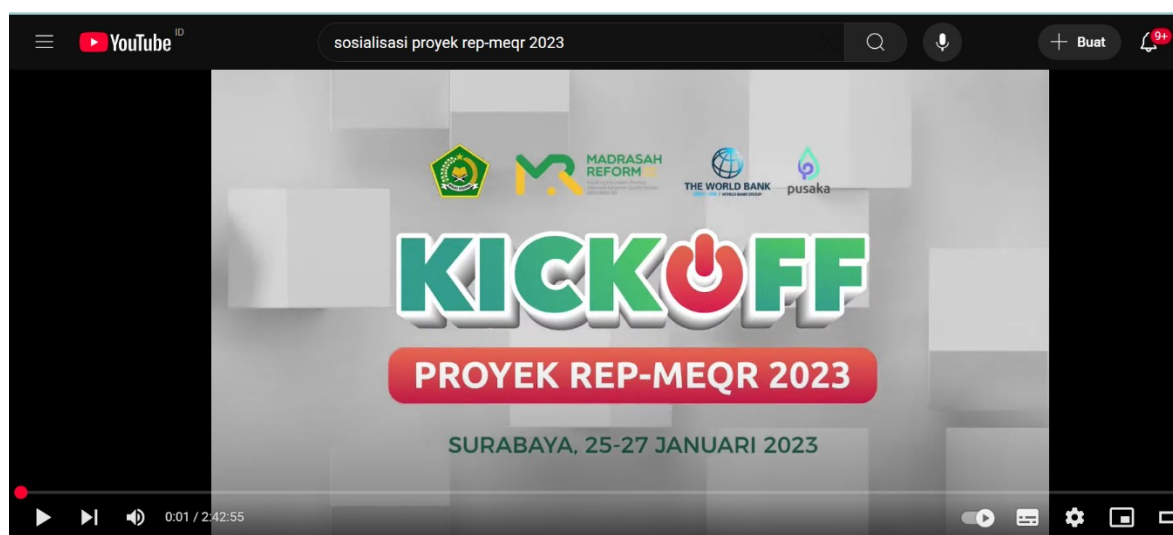 YouTube ID
sosialisasi proyek rep-meqr 2023
Buat
9+
MADRASAH
REFORM
THE WORLD BANK
pusaka
KICKOFF
PROYEK REP-MEQR 2023
SURABAYA, 25-27 JANUARI 2023
0:01 / 2:42:55